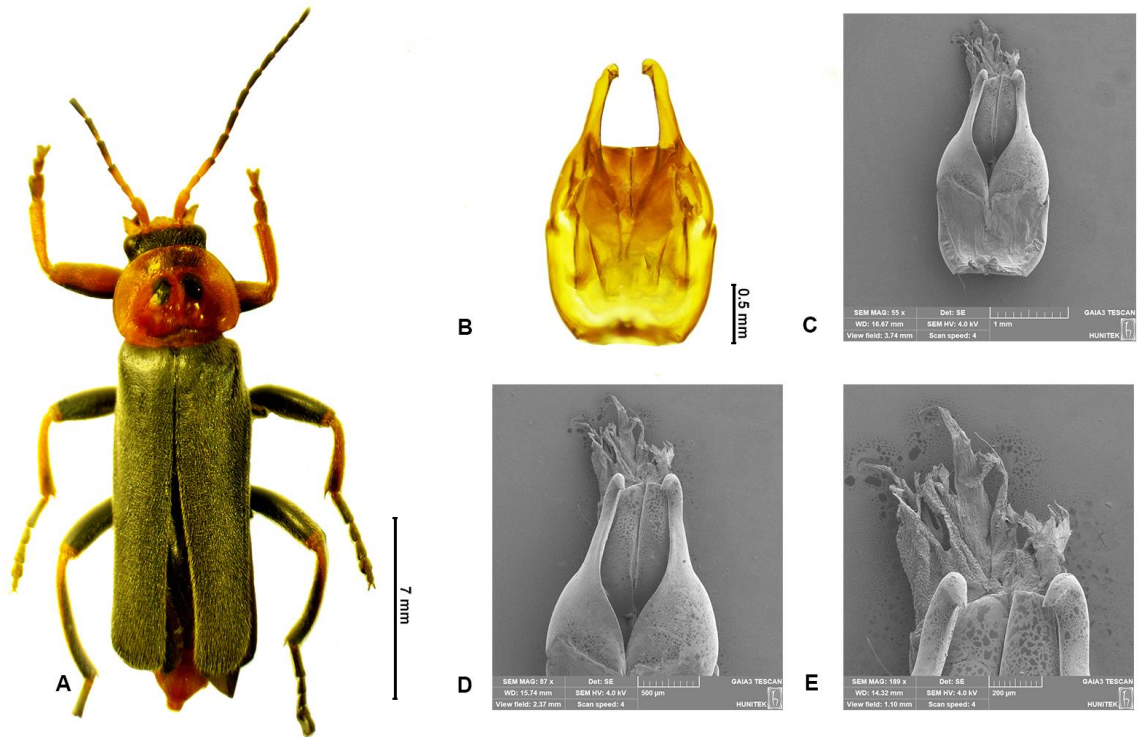 A
7 mm
B
0.5 mm
C
SEM MAG: 55 x Det: SE GAIA3 TESCAN
WD: 16.67 mm SEM HV: 4.0 kV 1 mm
View field: 3.74 mm Scan speed: 4 HUNITEK
D
SEM MAG: 87 x Det: SE GAIA3 TESCAN
WD: 15.74 mm SEM HV: 4.0 kV 500 µm
View field: 2.37 mm Scan speed: 4 HUNITEK
E
SEM MAG: 189 x Det: SE GAIA3 TESCAN
WD: 14.32 mm SEM HV: 4.0 kV 200 µm
View field: 1.10 mm Scan speed: 4 HUNITEK